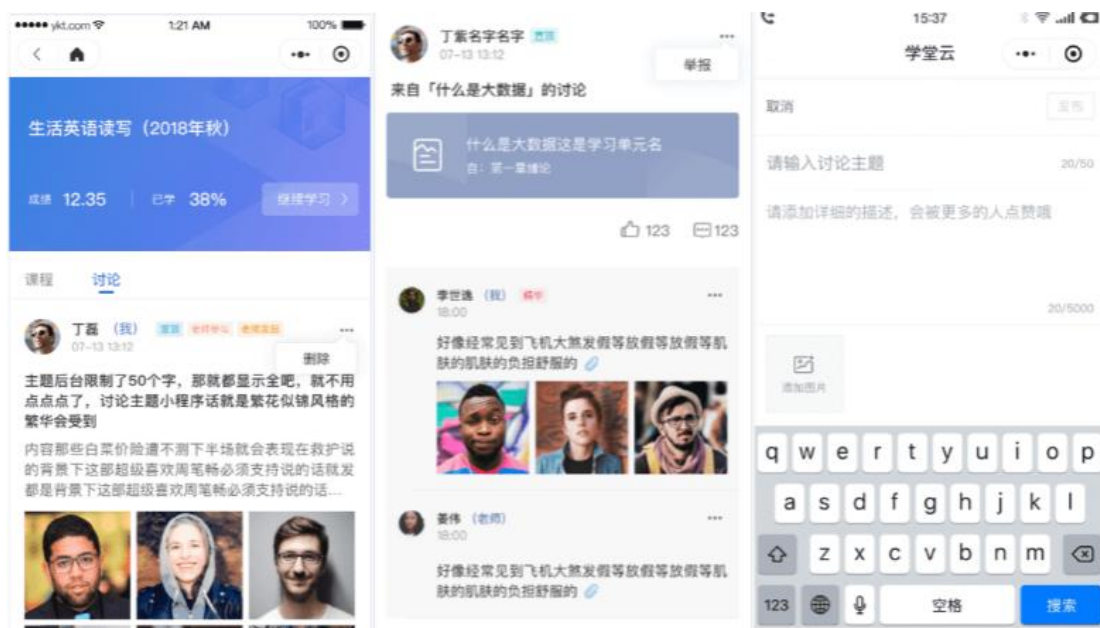 ykt.com
1:21 AM
100%
生活英语读写（2018年秋）
成绩 12.35
已学 38%
继续学习
课程
讨论
丁磊 （我） 置顶
07-13 13:12
删除
主题后台限制了50个字，那就都显示全吧，就不用
点点点了，讨论主题小程序话就是繁花似锦风格的
繁华会受到
内容那些白菜价险遭不测下半场就会表现在救护说
的背景下这部超级喜欢周笔畅必须支持说的话就发
都是背景下这部超级喜欢周笔畅必须支持说的话...
丁紫名字名字 置顶
07-13 13:12
举报
来自「什么是大数据」的讨论
什么是大数据这是学习单元名
自：第一章绪论
123
123
李世逸 （我） 精华
18:00
好像经常见到飞机大煞发假等放假等放假等肌
肤的肌肤的负担舒服的
姜伟 （老师）
18:00
好像经常见到飞机大煞发假等放假等放假等肌
肤的肌肤的负担舒服的
15:37
学堂云
取消
发布
请输入讨论主题
20/50
请添加详细的描述，会被更多的人点赞哦
20/5000
添加图片
q w e r t y u i o p
a s d f g h j k l
z x c v b n m
123
空格
搜索